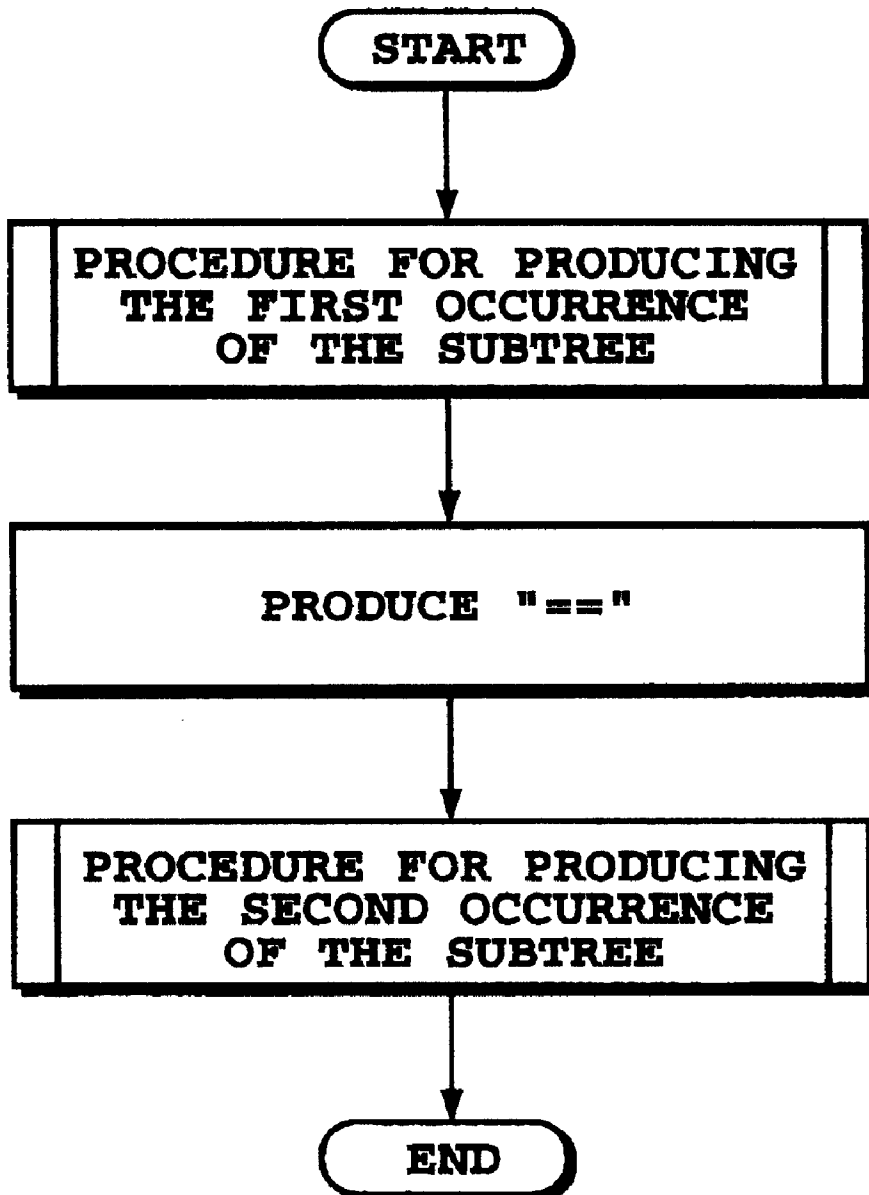 START
PROCEDURE FOR PRODUCING
THE FIRST OCCURRENCE
OF THE SUBTREE
PRODUCE "=="
PROCEDURE FOR PRODUCING
THE SECOND OCCURRENCE
OF THE SUBTREE
END